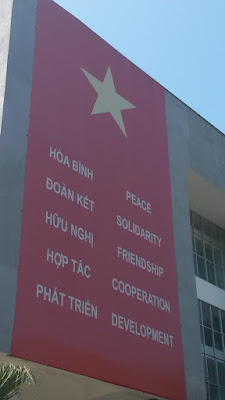 HÒA BÌNH
ĐOÀN KẾT
HỮU NGHỊ
HỢP TÁC
PHÁT TRIỂN
PEACE
SOLIDARITY
FRIENDSHIP
COOPERATION
DEVELOPMENT